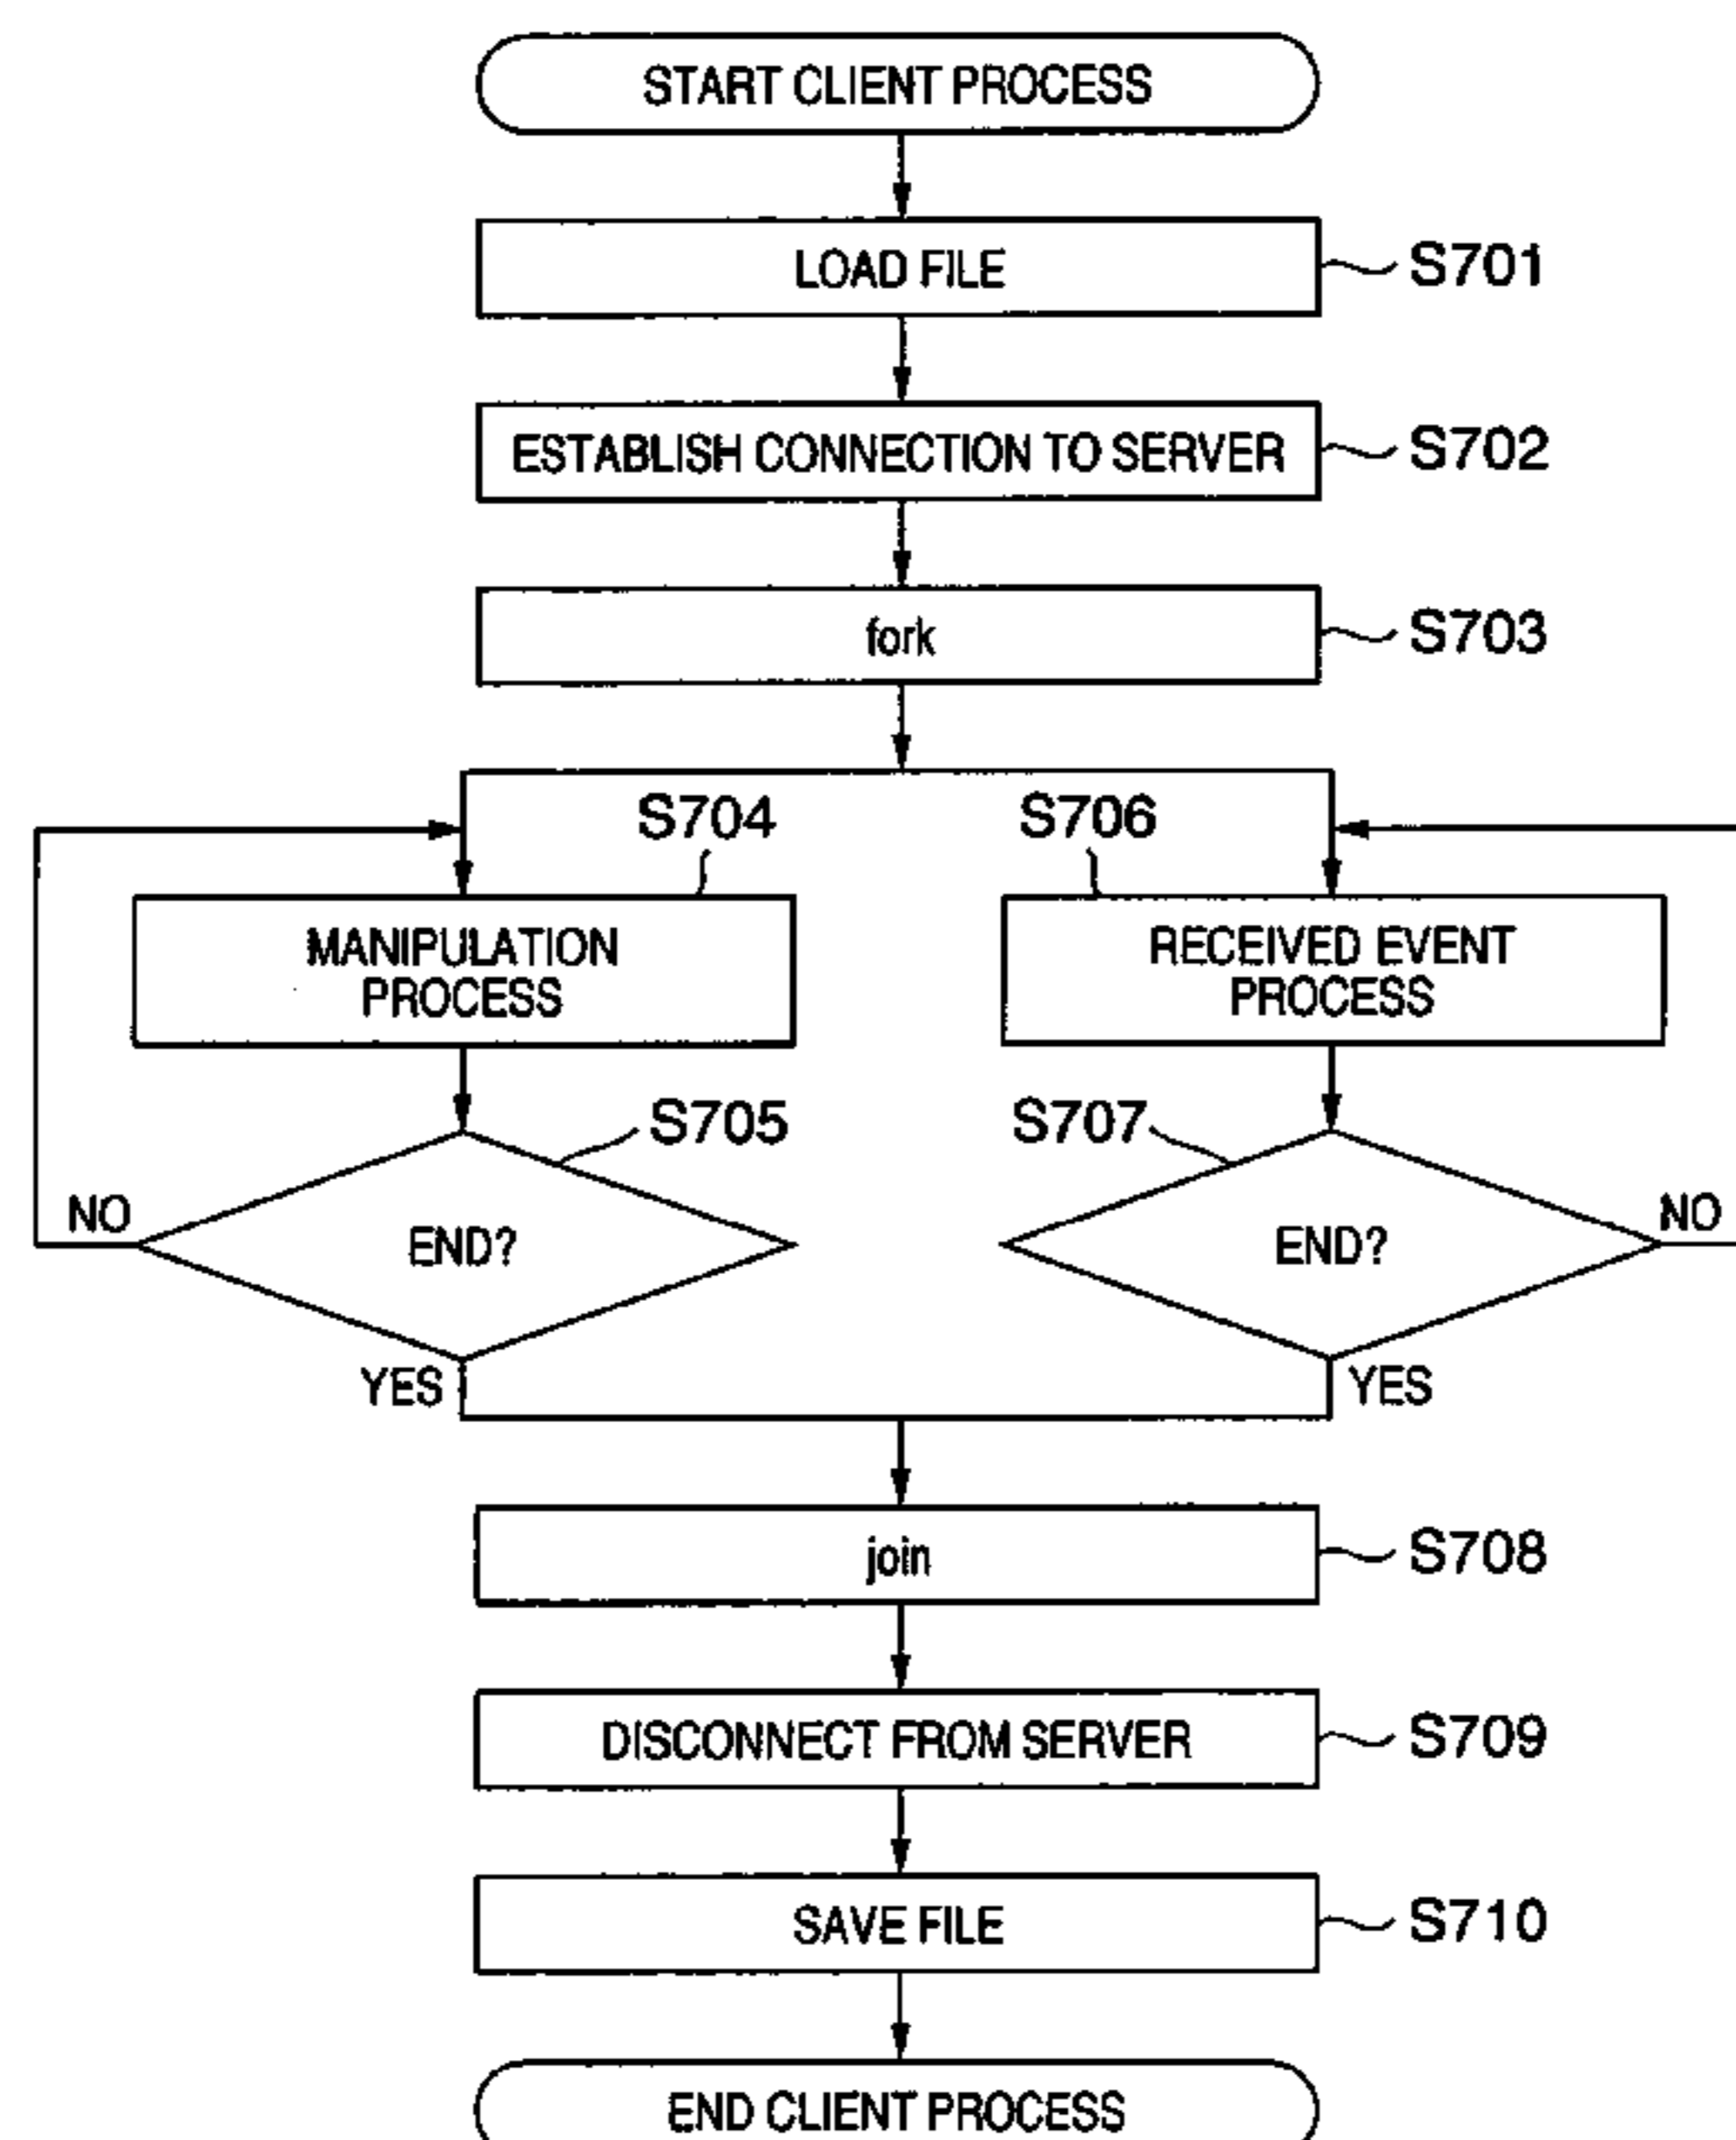 START CLIENT PROCESS
LOAD FILE
S701
ESTABLISH CONNECTION TO SERVER
S702
fork
S703
S704
S706
MANIPULATION
PROCESS
RECEIVED EVENT
PROCESS
S705
S707
NO
END?
END?
NO
YES
YES
join
S708
DISCONNECT FROM SERVER
S709
SAVE FILE
S710
END CLIENT PROCESS